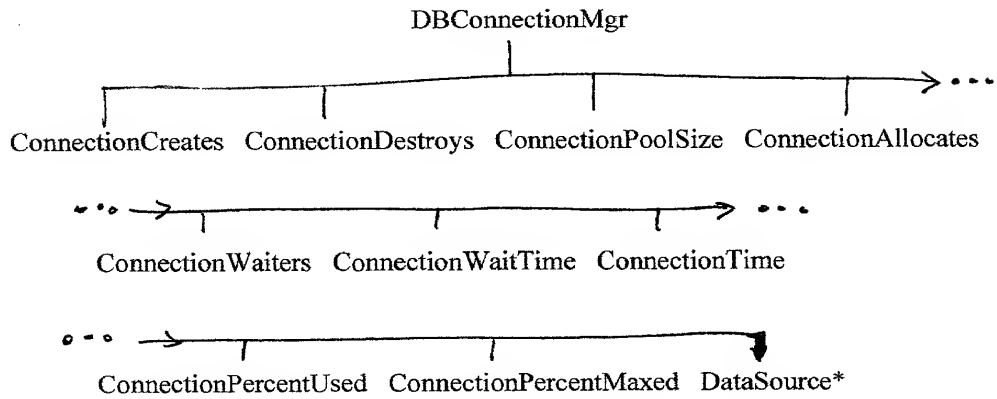 DBConnectionMgr
ConnectionCreates ConnectionDestroys ConnectionPoolSize ConnectionAllocates
ConnectionWaiters ConnectionWaitTime ConnectionTime
ConnectionPercentUsed ConnectionPercentMaxed DataSource*